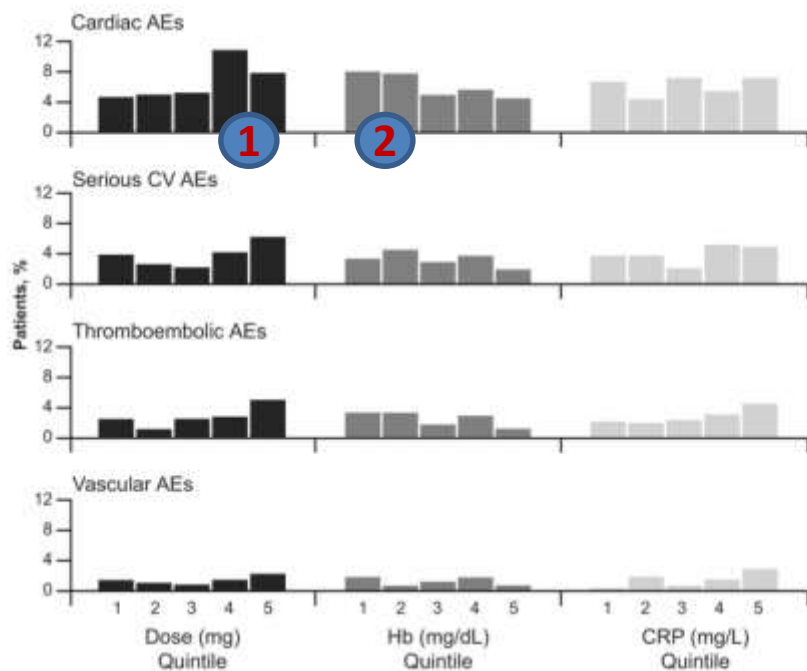 Cardiac AEs
12
8
4
0
1 2
Serious CV AEs
12
8
4
0
Patients, %
Thromboembolic AEs
12
8
4
0
Vascular AEs
12
8
4
0
1 2 3 4 5 1 2 3 4 5 1 2 3 4 5
Dose (mg) Hb (mg/dL) CRP (mg/L)
Quintile Quintile Quintile